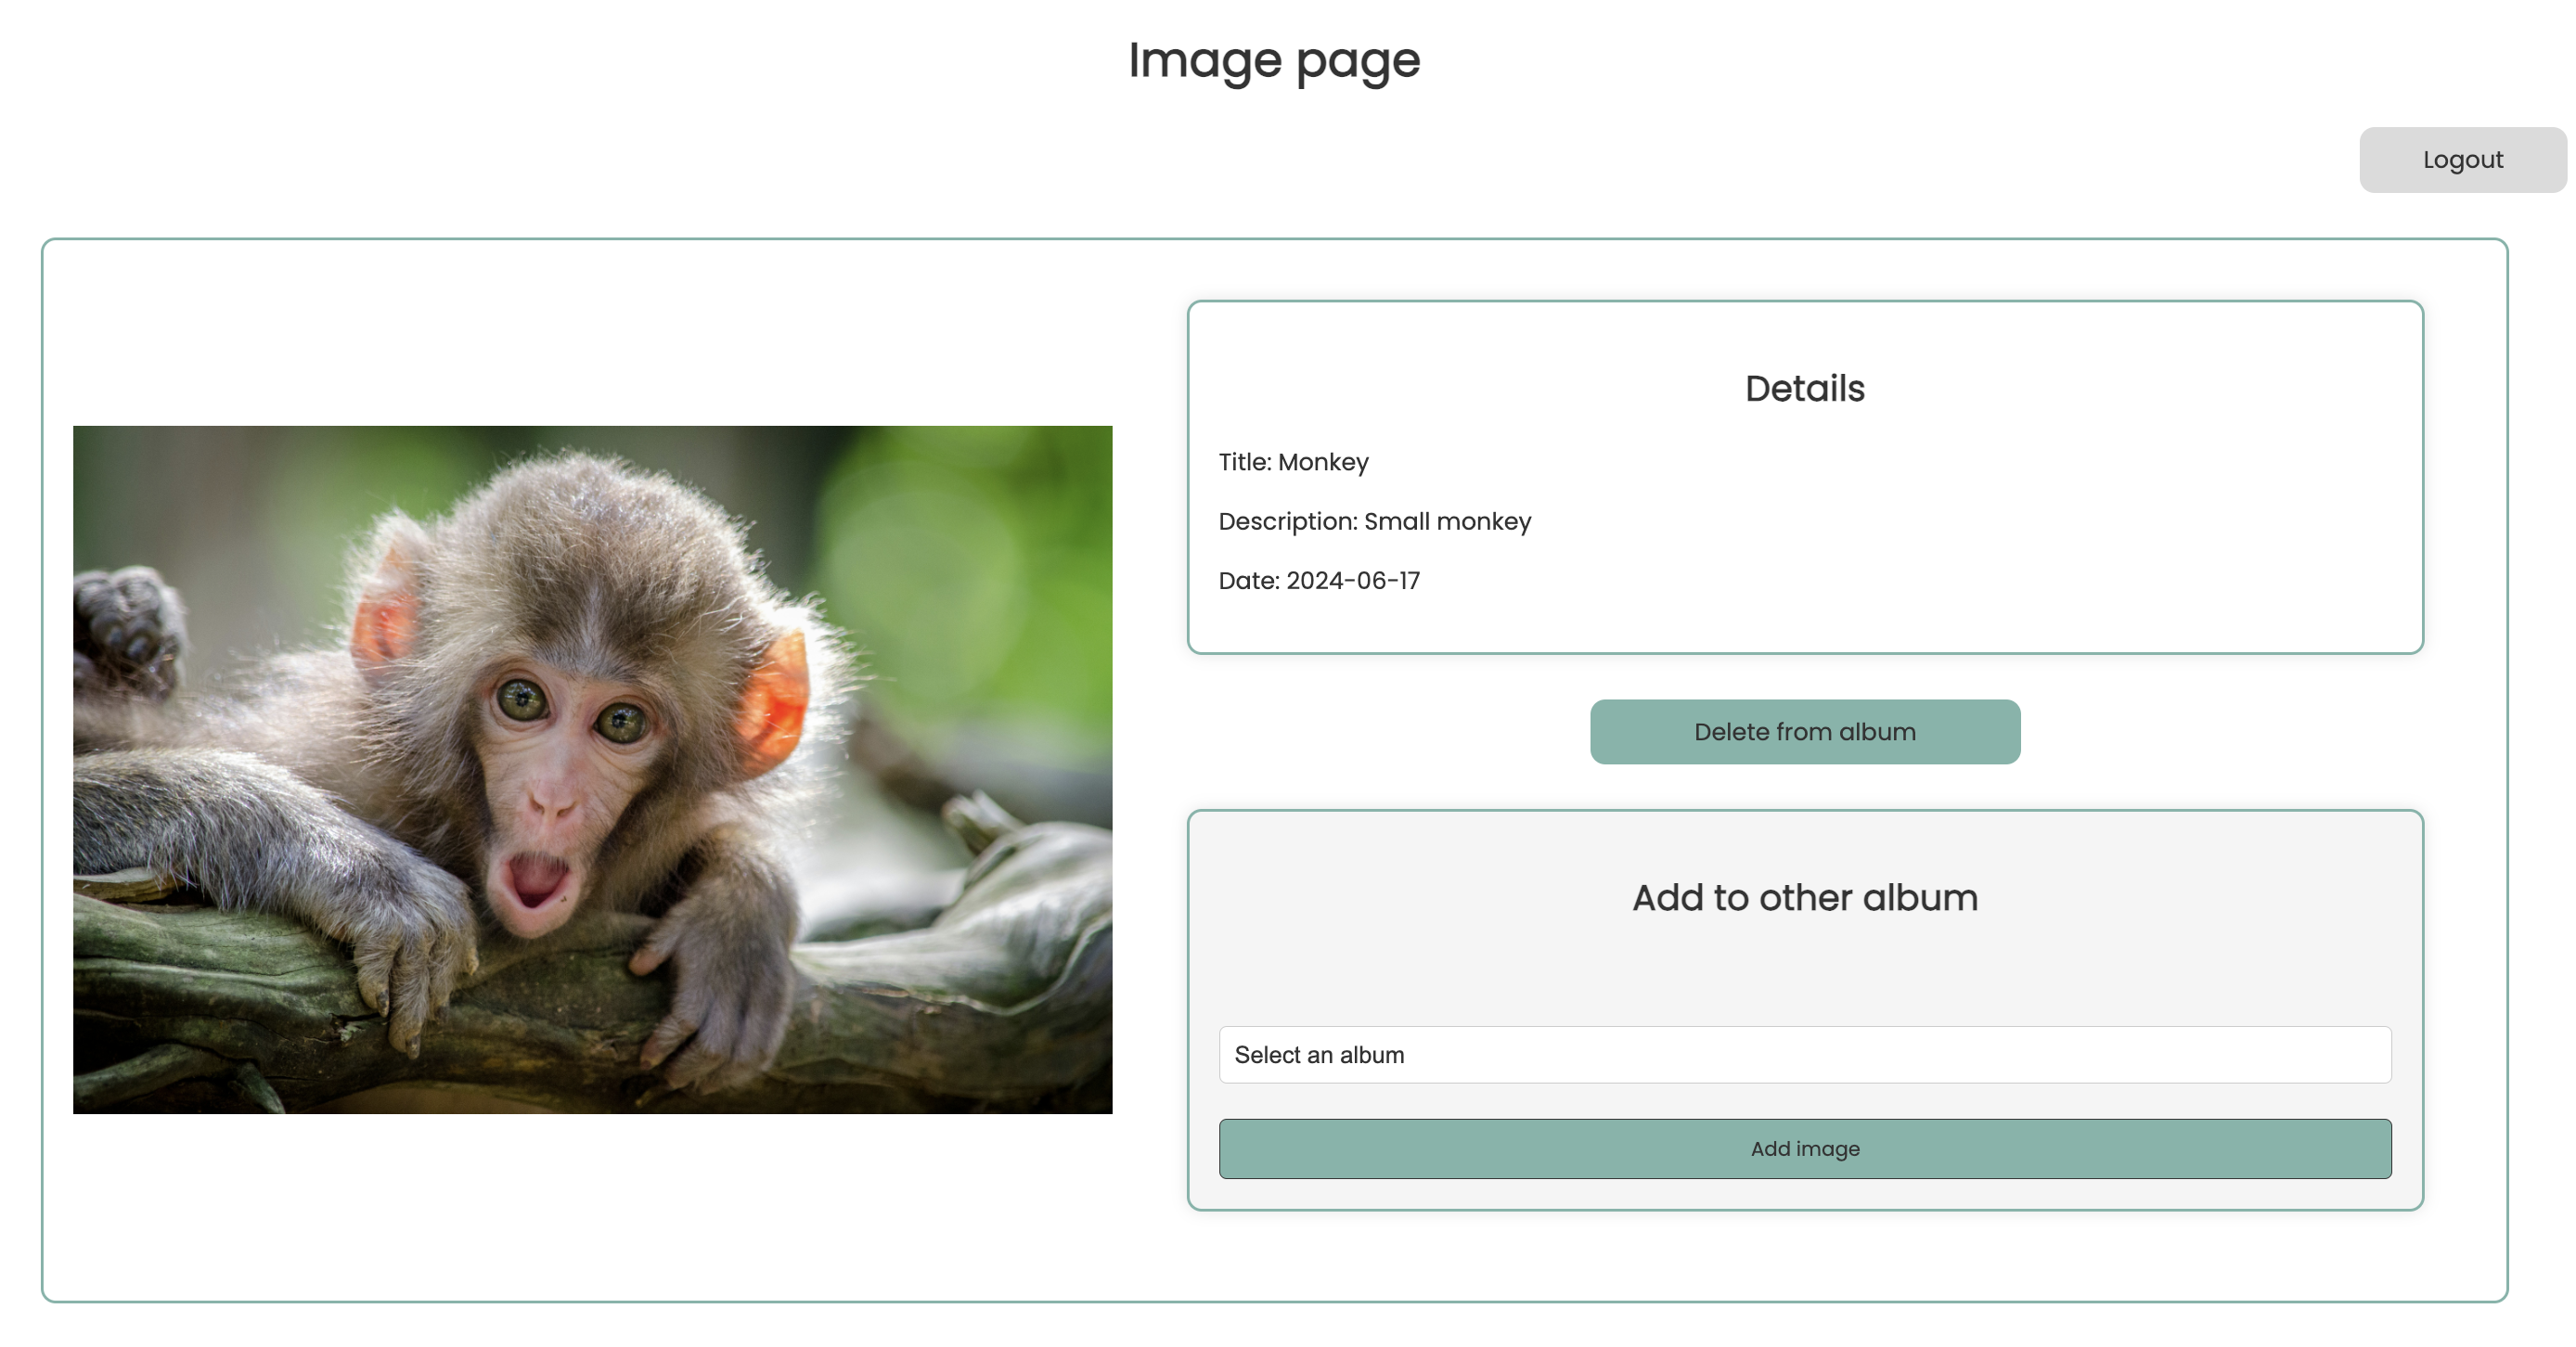 Image page
Logout
Details
Title: Monkey
Description: Small monkey
Date: 2024-06-17
Delete from album
Add to other album
Select an album
Add image